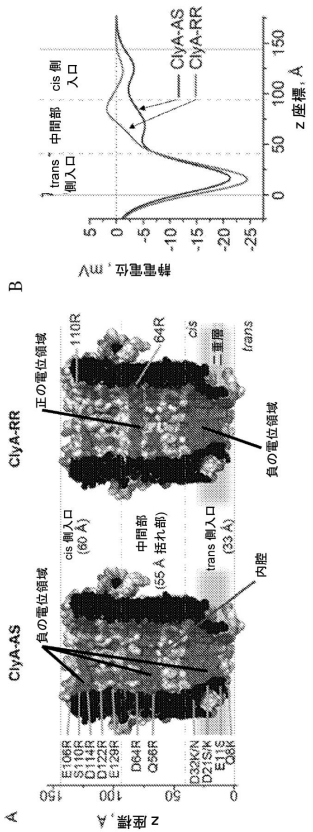 A
ClyA-AS
ClyA-RR
負の電位領域
正の電位領域
E106R
S110R
D114R
D122R
E129R
D64R
Q56R
D32K/N
D21S/K
E11S
Q8K
110R
64R
cis 側入口
(60 Å)
中間部
(55 Å 括れ部)
trans 側入口
(33 Å)
cis
二重層
trans
内腔
負の電位領域
z 座標, Å
150
100
50
0
B
trans
側入口
中間部
cis 側
入口
ClyA-AS
ClyA-RR
静電電位, mV
5
0
-5
-10
-15
-20
-25
0
50
100
150
z 座標, Å